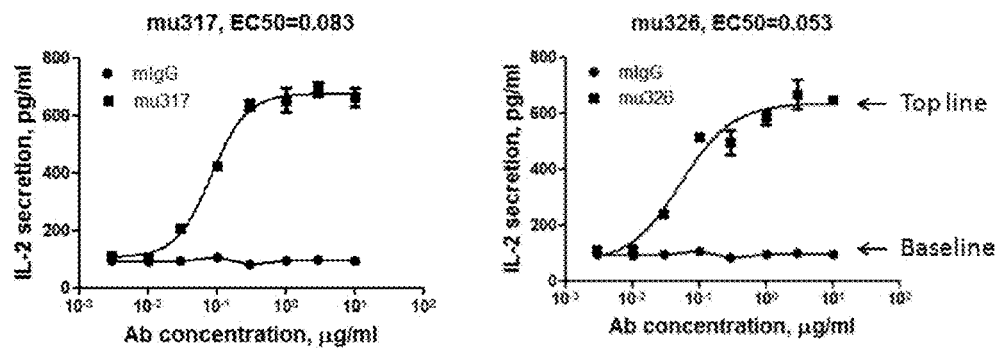 mu317, EC50=0.083
IL-2 secretion, pg/ml
800
600
400
200
0
mIgG
mu317
10⁻³ 10⁻² 10⁻¹ 10⁰ 10¹ 10²
Ab concentration, µg/ml
mu326, EC50=0.053
IL-2 secretion, pg/ml
800
600
400
200
0
mIgG
mu326
10⁻³ 10⁻² 10⁻¹ 10⁰ 10¹ 10²
Ab concentration, µg/ml
Top line
Baseline